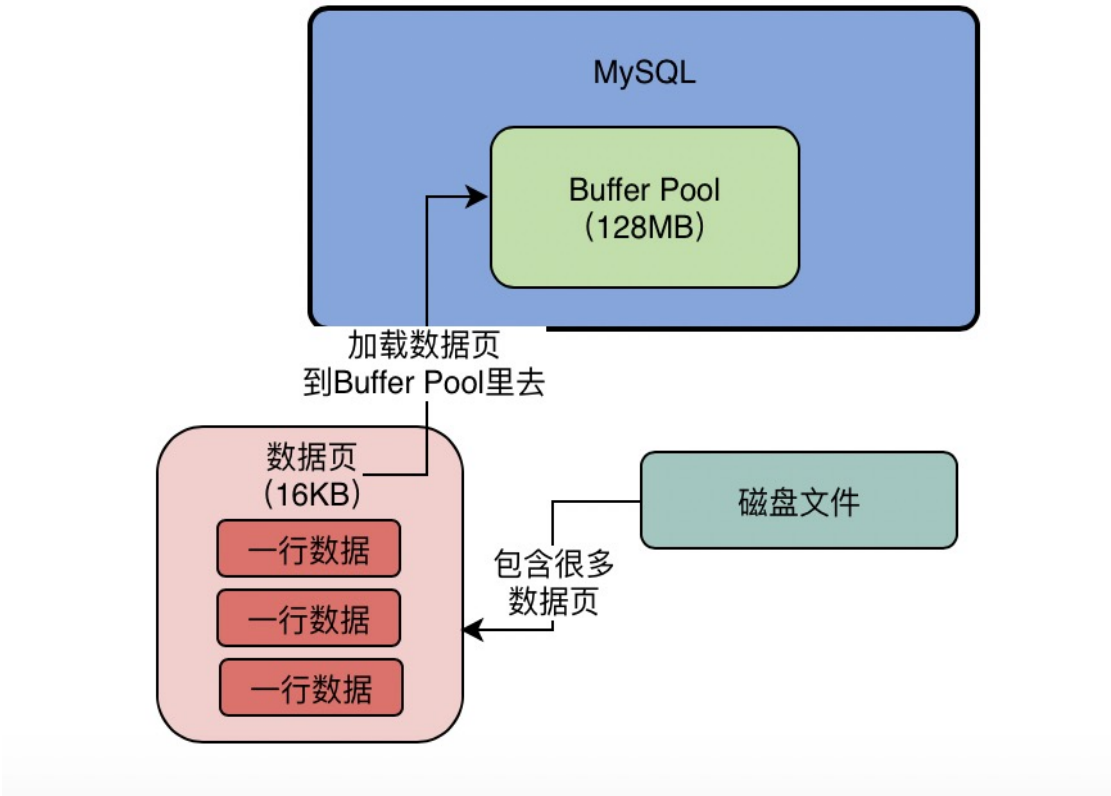 MySQL
Buffer Pool
（128MB）
加载数据页
到Buffer Pool里去
数据页
（16KB）
一行数据
一行数据
一行数据
磁盘文件
包含很多
数据页